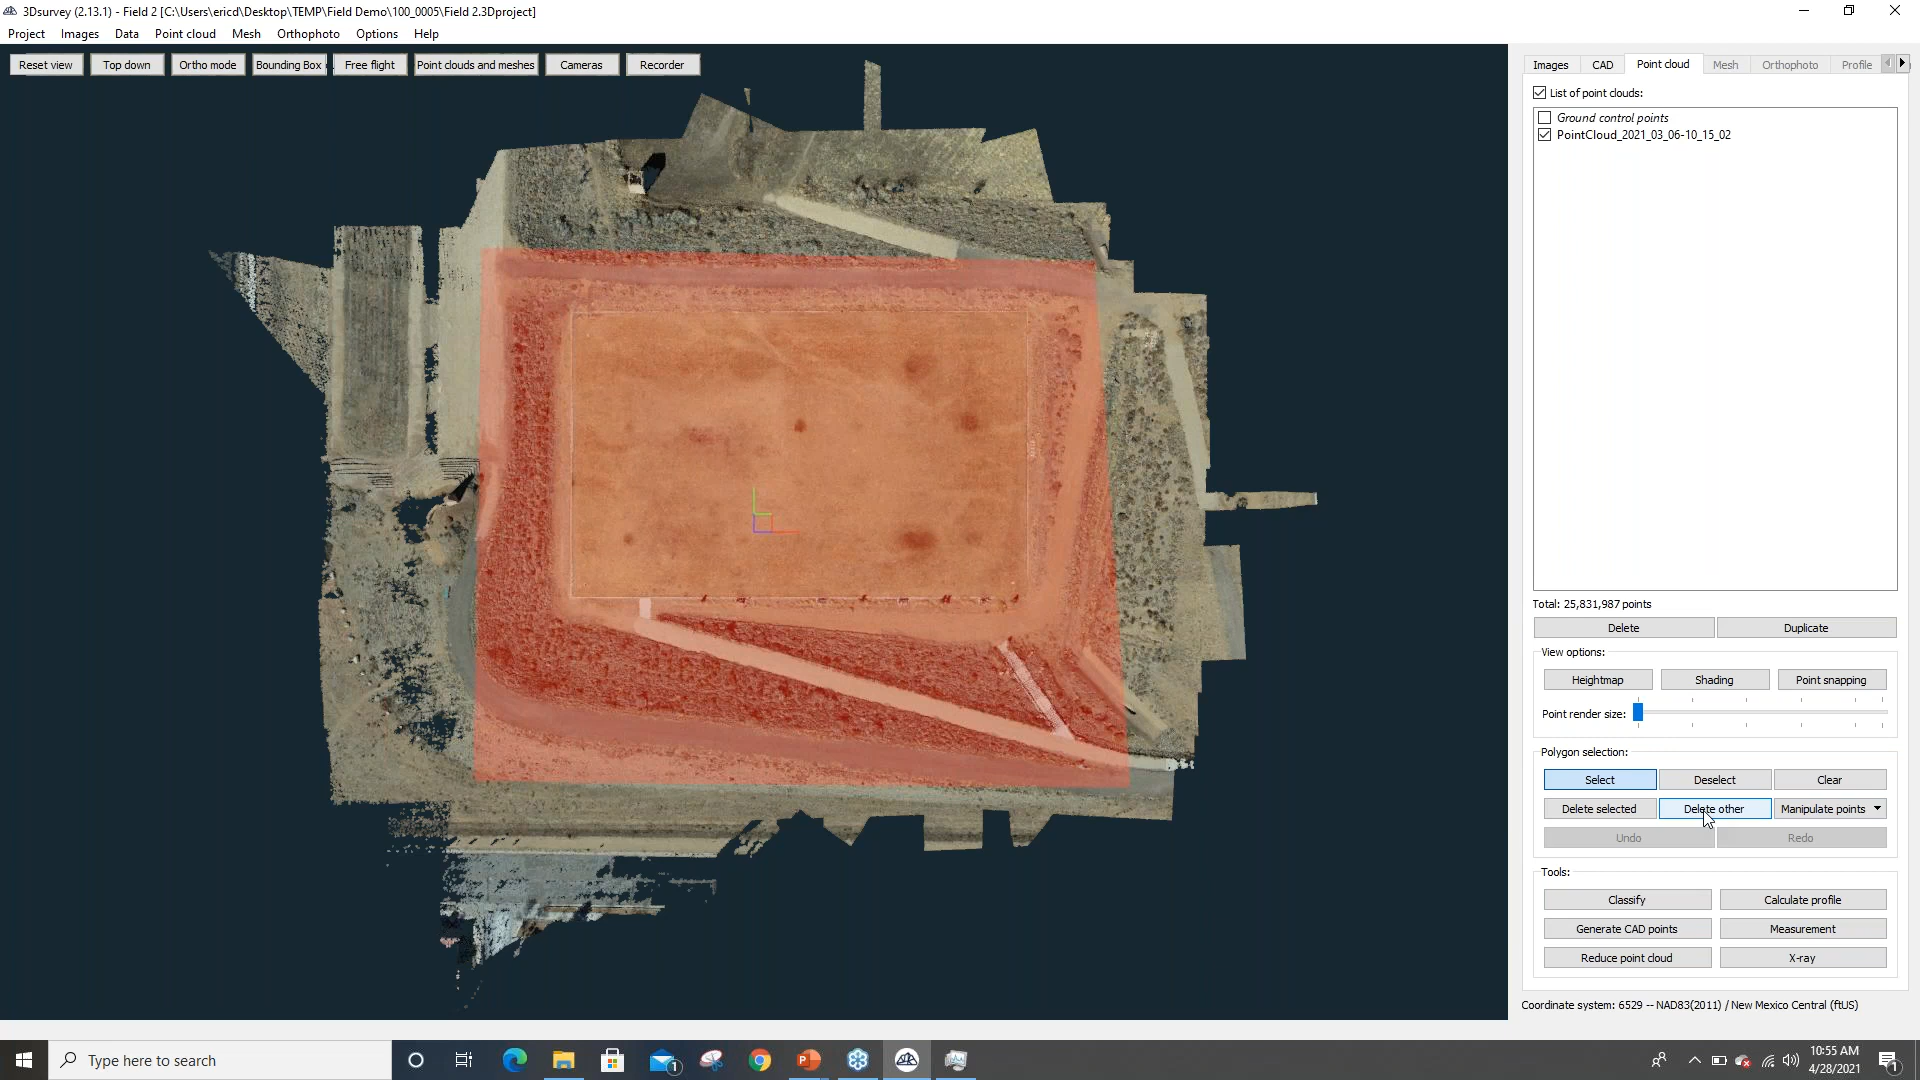 3Dsurvey (2.13.1) - Field 2 [C:\Users\ericd\Desktop\TEMP\Field Demo\100_0005\Field 2.3Dproject]
Project Images Data Point cloud Mesh Orthophoto Options Help
Reset view Top down Ortho mode Bounding Box Free flight Point clouds and meshes Cameras Recorder
Images CAD Point cloud Mesh Orthophoto Profile
List of point clouds:
Ground control points
PointCloud_2021_03_06-10_15_02
Total: 25,831,987 points
Delete Duplicate
View options:
Heightmap Shading Point snapping
Point render size:
Polygon selection:
Select Deselect Clear
Delete selected Delete other Manipulate points
Undo Redo
Tools:
Classify Calculate profile
Generate CAD points Measurement
Reduce point cloud X-ray
Coordinate system: 6529 -- NAD83(2011) / New Mexico Central (ftUS)
Type here to search
1
P
10:55 AM
4/28/2021
1